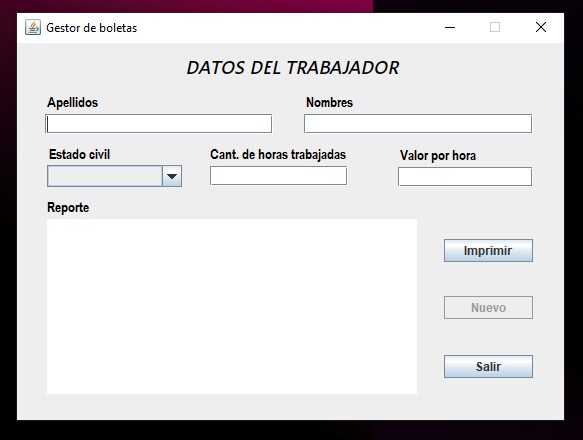 Gestor de boletas
DATOS DEL TRABAJADOR
Apellidos Nombres
Estado civil Cant. de horas trabajadas Valor por hora
Reporte
Imprimir
Nuevo
Salir